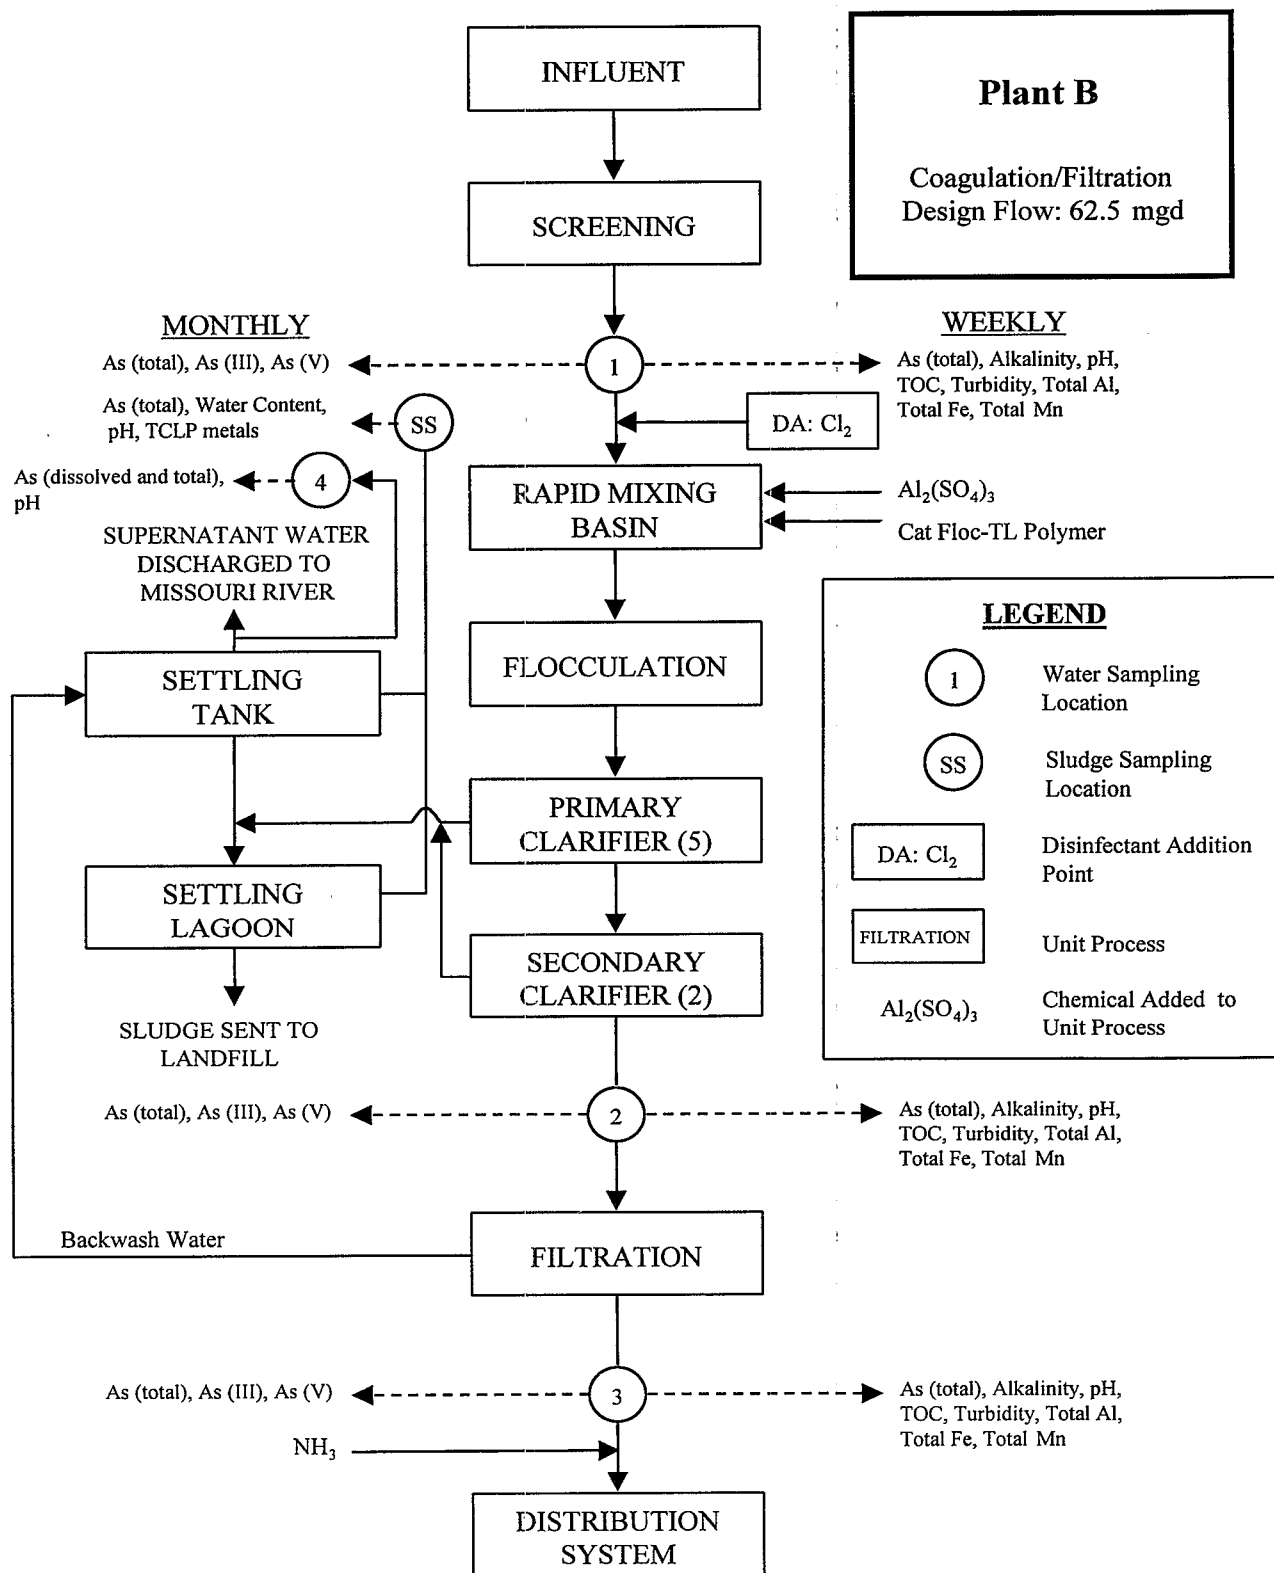 INFLUENT
Plant B
Coagulation/Filtration
Design Flow: 62.5 mgd
SCREENING
MONTHLY
WEEKLY
As (total), As (III), As (V)
1
As (total), Alkalinity, pH,
TOC, Turbidity, Total Al,
Total Fe, Total Mn
As (total), Water Content,
pH, TCLP metals
SS
DA: Cl₂
As (dissolved and total),
pH
4
RAPID MIXING
BASIN
Al₂(SO₄)₃
Cat Floc-TL Polymer
SUPERNATANT WATER
DISCHARGED TO
MISSOURI RIVER
SETTLING
TANK
FLOCCULATION
PRIMARY
CLARIFIER (5)
SETTLING
LAGOON
SECONDARY
CLARIFIER (2)
SLUDGE SENT TO
LANDFILL
LEGEND
1
Water Sampling
Location
SS
Sludge Sampling
Location
DA: Cl₂
Disinfectant Addition
Point
FILTRATION
Unit Process
Al₂(SO₄)₃
Chemical Added to
Unit Process
As (total), As (III), As (V)
2
As (total), Alkalinity, pH,
TOC, Turbidity, Total Al,
Total Fe, Total Mn
Backwash Water
FILTRATION
As (total), As (III), As (V)
3
As (total), Alkalinity, pH,
TOC, Turbidity, Total Al,
Total Fe, Total Mn
NH₃
DISTRIBUTION
SYSTEM